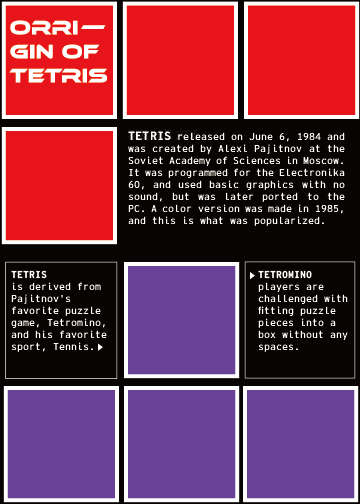 ORRI—
GIN OF
TETRIS
TETRIS released on June 6, 1984 and
was created by Alexi Pajitnov at the
Soviet Academy of Sciences in Moscow.
It was programmed for the Electronika
60, and used basic graphics with no
sound, but was later ported to the
PC. A color version was made in 1985,
and this is what was popularized.
TETRIS
is derived from
Pajitnov's
favorite puzzle
game, Tetromino,
and his favorite
sport, Tennis.
TETROMINO
players are
challenged with
fitting puzzle
pieces into a
box without any
spaces.